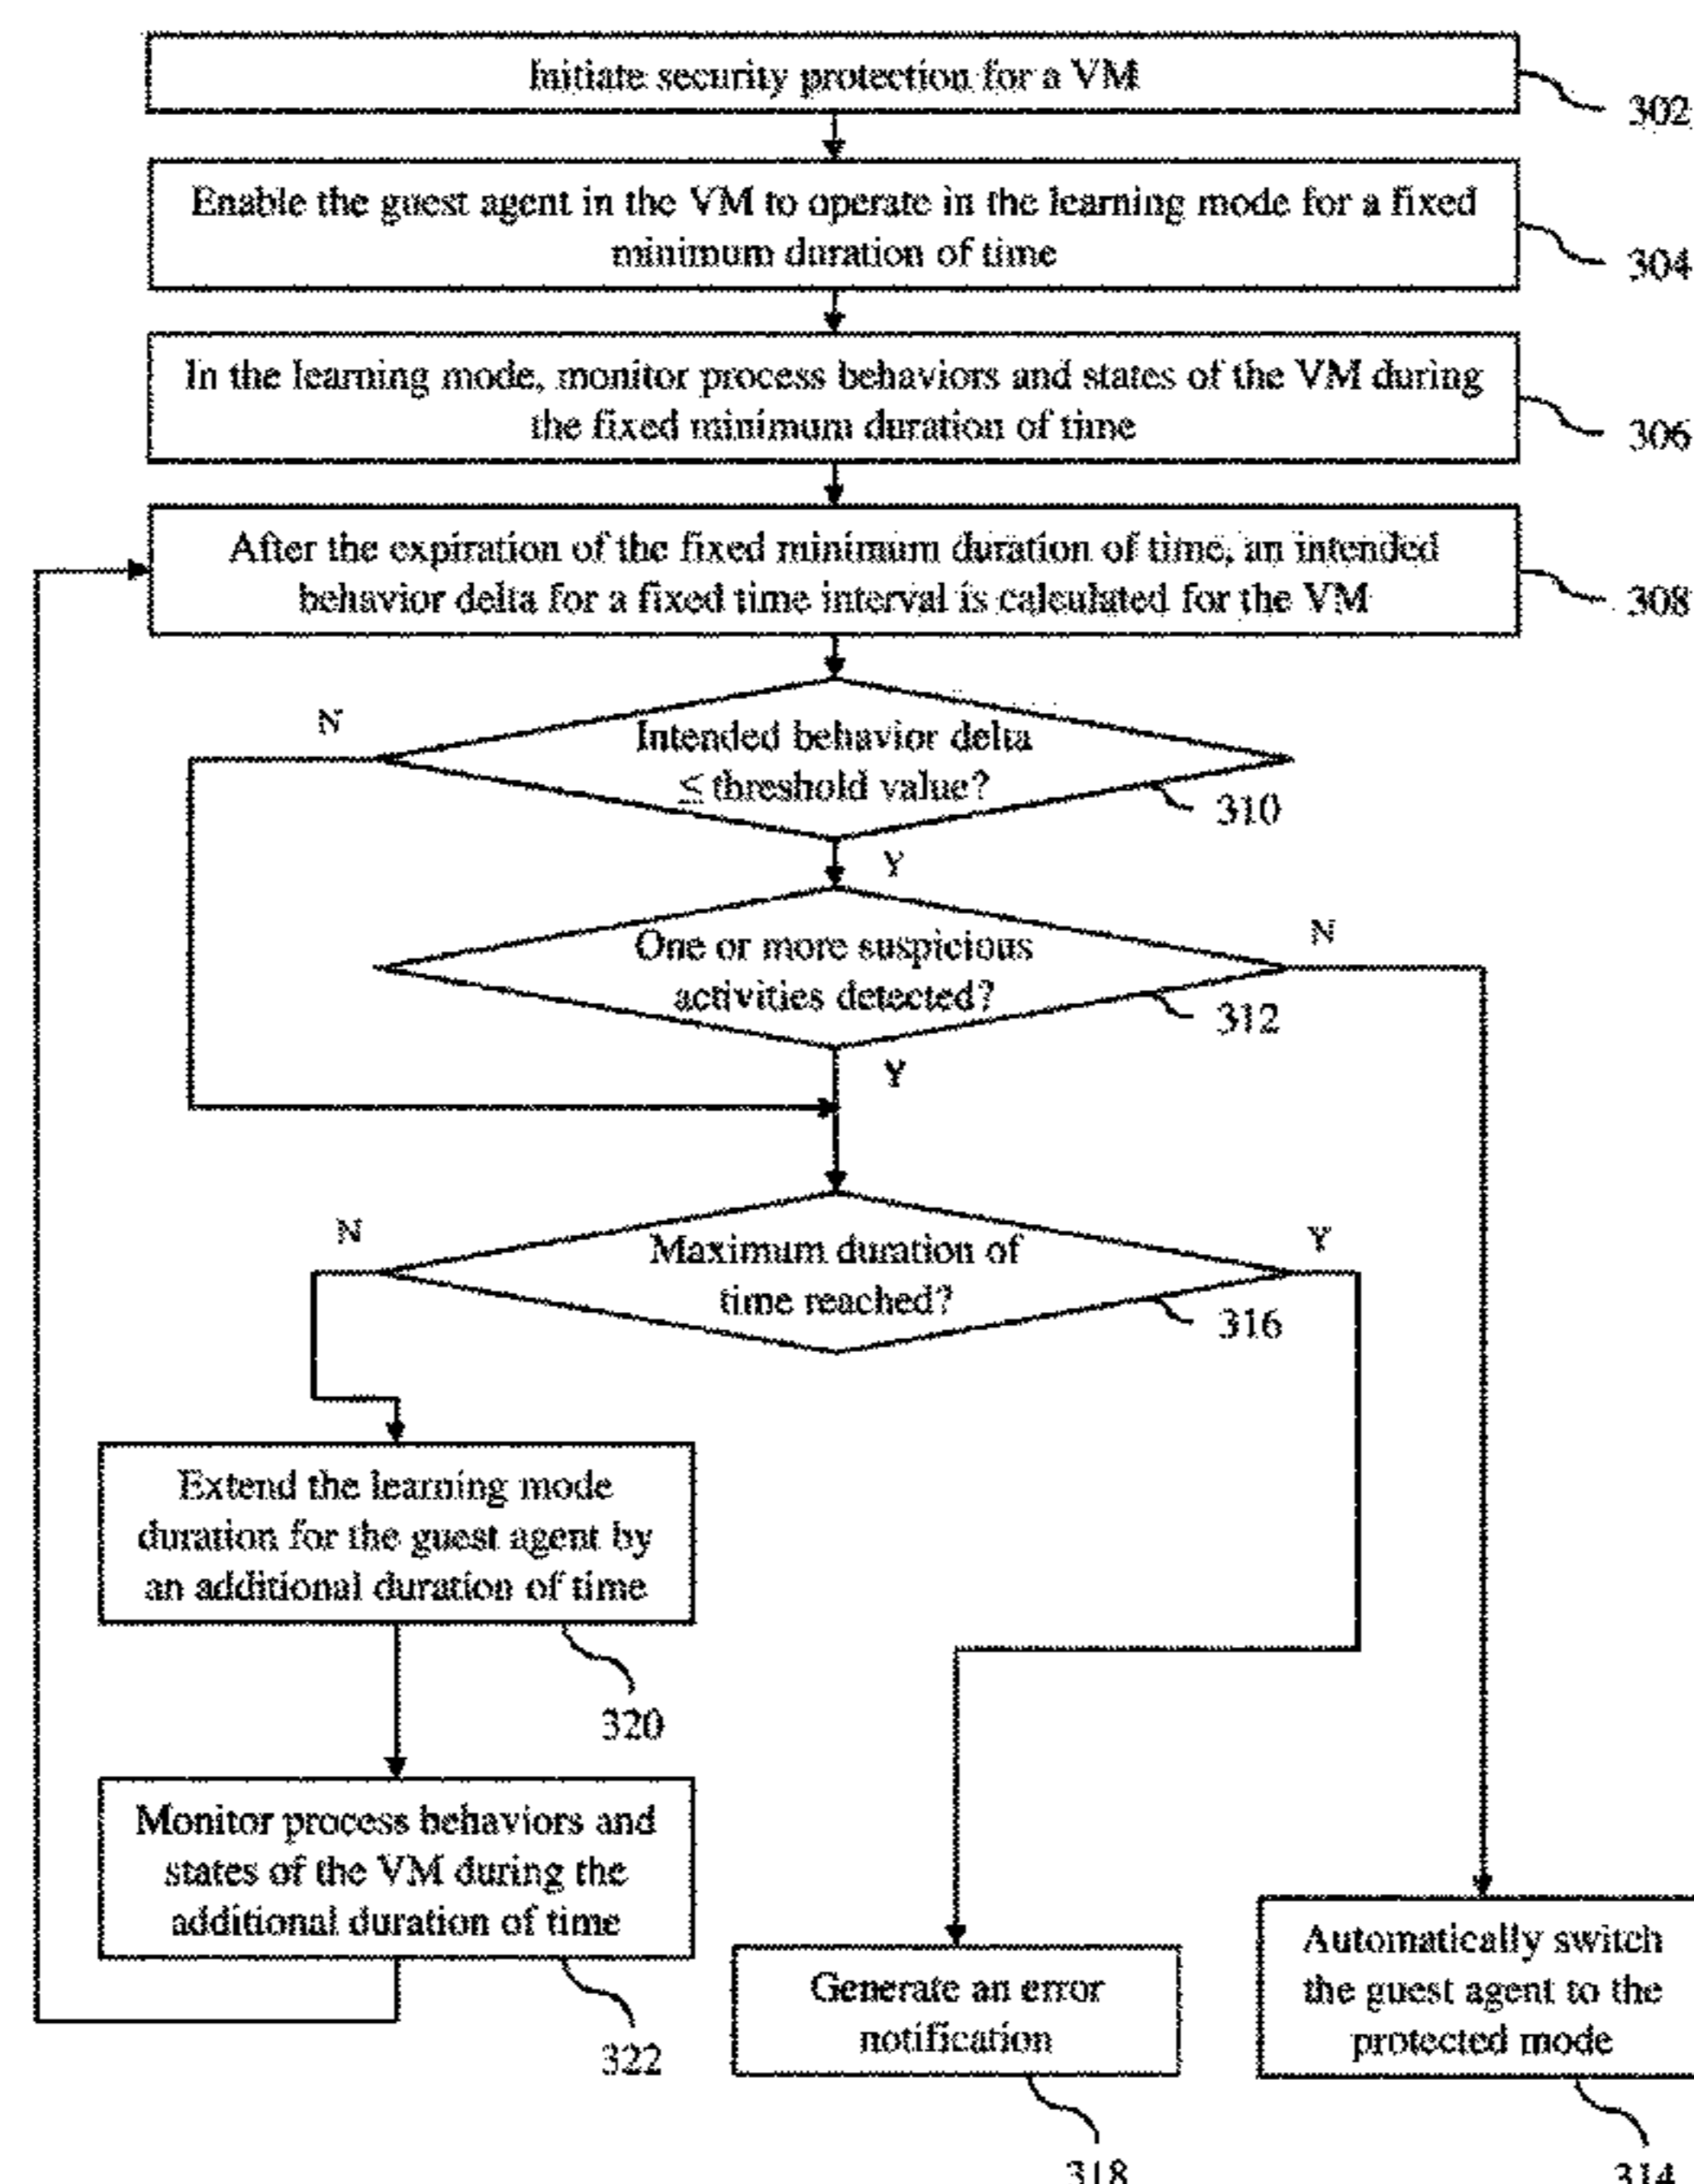 Initiate security protection for a VM
302
Enable the guest agent in the VM to operate in the learning mode for a fixed
minimum duration of time
304
In the learning mode, monitor process behaviors and states of the VM during
the fixed minimum duration of time
306
After the expiration of the fixed minimum duration of time, an intended
behavior delta for a fixed time interval is calculated for the VM
308
N
Intended behavior delta
≤ threshold value?
310
Y
One or more suspicious
activities detected?
N
312
Y
N
Maximum duration of
time reached?
Y
316
Extend the learning mode
duration for the guest agent by
an additional duration of time
320
Monitor process behaviors and
states of the VM during the
additional duration of time
322
Generate an error
notification
318
Automatically switch
the guest agent to the
protected mode
314